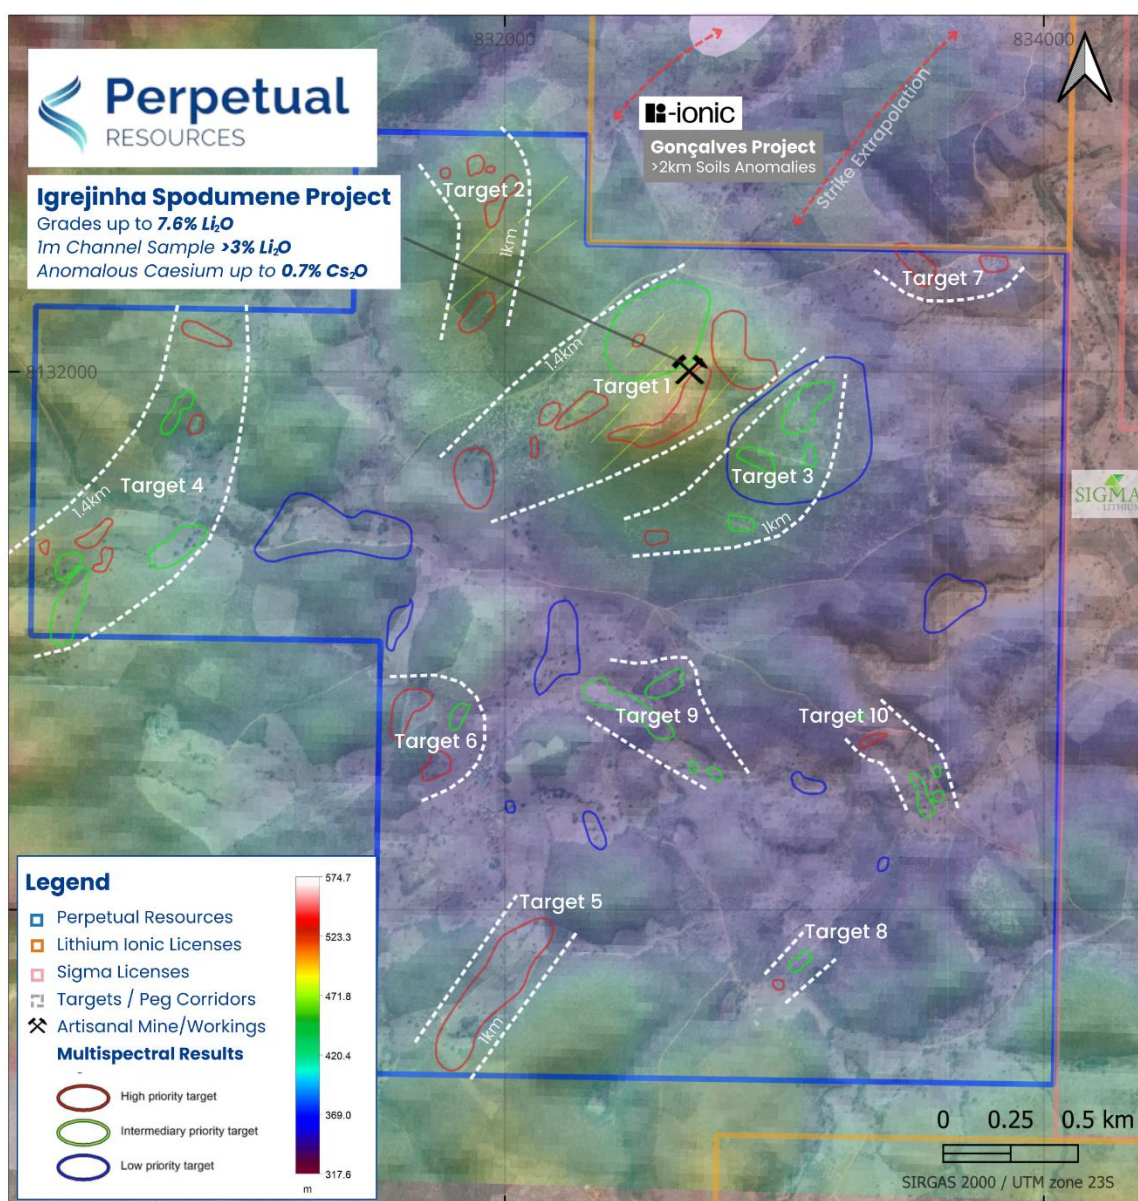 832000
834000
Perpetual
RESOURCES
Igrejinha Spodumene Project
Grades up to 7.6% Li₂O
1m Channel Sample >3% Li₂O
Anomalous Caesium up to 0.7% Cs₂O
Li-ionic
Gonçalves Project
>2km Soils Anomalies
Strike Extrapolation
Target 2
1km
Target 7
8132000
1.4km
Target 1
Target 3
1km
Target 4
1.4km
SIGMA
LITHIUM
Target 9
Target 10
Target 6
Target 5
1km
Target 8
Legend
Perpetual Resources
Lithium Ionic Licenses
Sigma Licenses
Targets / Peg Corridors
Artisanal Mine/Workings
Multispectral Results
High priority target
Intermediary priority target
Low priority target
574.7
523.3
471.8
420.4
369.0
317.6
m
0 0.25 0.5 km
SIRGAS 2000 / UTM zone 23S